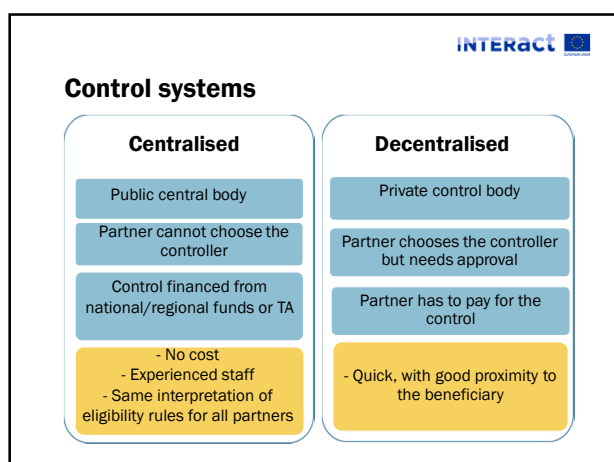 INTERact
EUROPEAN UNION
Control systems
Centralised
Public central body
Partner cannot choose the
controller
Control financed from
national/regional funds or TA
- No cost
- Experienced staff
- Same interpretation of
eligibility rules for all partners
Decentralised
Private control body
Partner chooses the controller
but needs approval
Partner has to pay for the
control
- Quick, with good proximity to
the beneficiary